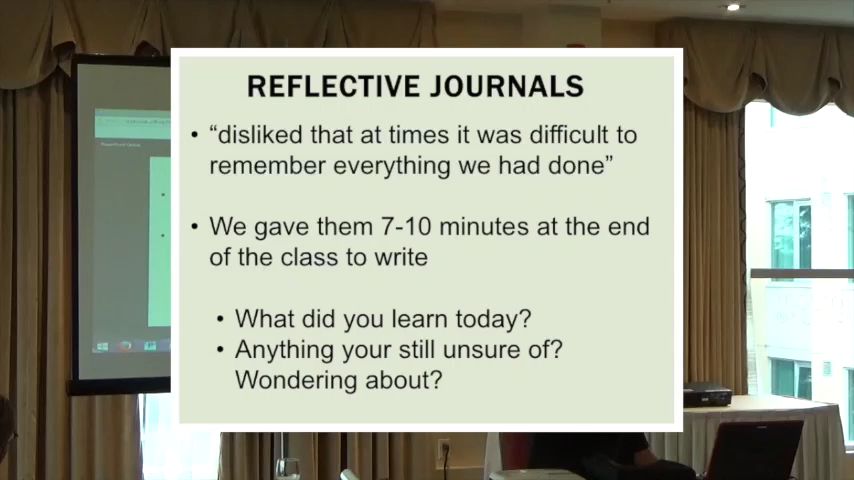 REFLECTIVE JOURNALS
• “disliked that at times it was difficult to
remember everything we had done”
• We gave them 7-10 minutes at the end
of the class to write
• What did you learn today?
• Anything your still unsure of?
Wondering about?